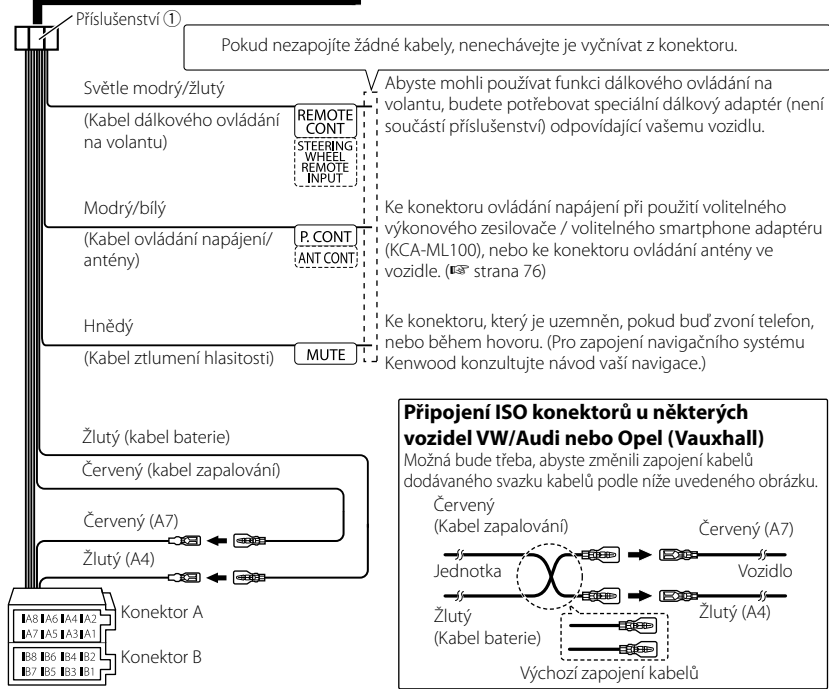 Příslušenství ①
Pokud nezapojíte žádné kabely, nenechávejte je vyčnívat z konektoru.
Světle modrý/žlutý
(Kabel dálkového ovládání
na volantu)
REMOTE
CONT
STEERING
WHEEL
REMOTE
INPUT
Abyste mohli používat funkci dálkového ovládání na
volantu, budete potřebovat speciální dálkový adaptér (není
součástí příslušenství) odpovídající vašemu vozidlu.
Modrý/bílý
(Kabel ovládání napájení/
antény)
P. CONT
ANT CONT
Ke konektoru ovládání napájení při použití volitelného
výkonového zesilovače / volitelného smartphone adaptéru
(KCA-ML100), nebo ke konektoru ovládání antény ve
vozidle. (☞ strana 76)
Hnědý
(Kabel ztlumení hlasitosti)
MUTE
Ke konektoru, který je uzemněn, pokud buď zvoní telefon,
nebo během hovoru. (Pro zapojení navigačního systému
Kenwood konzultujte návod vaší navigace.)
Žlutý (kabel baterie)
Červený (kabel zapalování)
Červený (A7)
Žlutý (A4)
Konektor A
A8 A6 A4 A2
A7 A5 A3 A1
Konektor B
B8 B6 B4 B2
B7 B5 B3 B1
Připojení ISO konektorů u některých
vozidel VW/Audi nebo Opel (Vauxhall)
Možná bude třeba, abyste změnili zapojení kabelů
dodávaného svazku kabelů podle níže uvedeného obrázku.
Červený
(Kabel zapalování)
Červený (A7)
Jednotka
Vozidlo
Žlutý
(Kabel baterie)
Žlutý (A4)
Výchozí zapojení kabelů